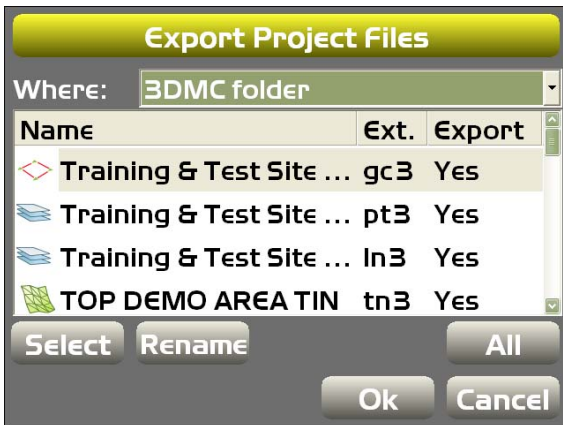 Export Project Files
Where: 3DMC folder
Name Ext. Export
Training & Test Site ... gc3 Yes
Training & Test Site ... pt3 Yes
Training & Test Site ... ln3 Yes
TOP DEMO AREA TIN tn3 Yes
Select Rename All
Ok Cancel